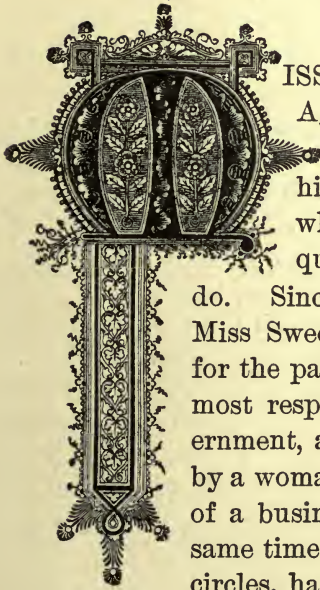 MISS
A
hi
wh
qu
do. Sinc
Miss Swee
for the pa
most resp
ernment, a
by a woma
of a busin
same time
circles, ha